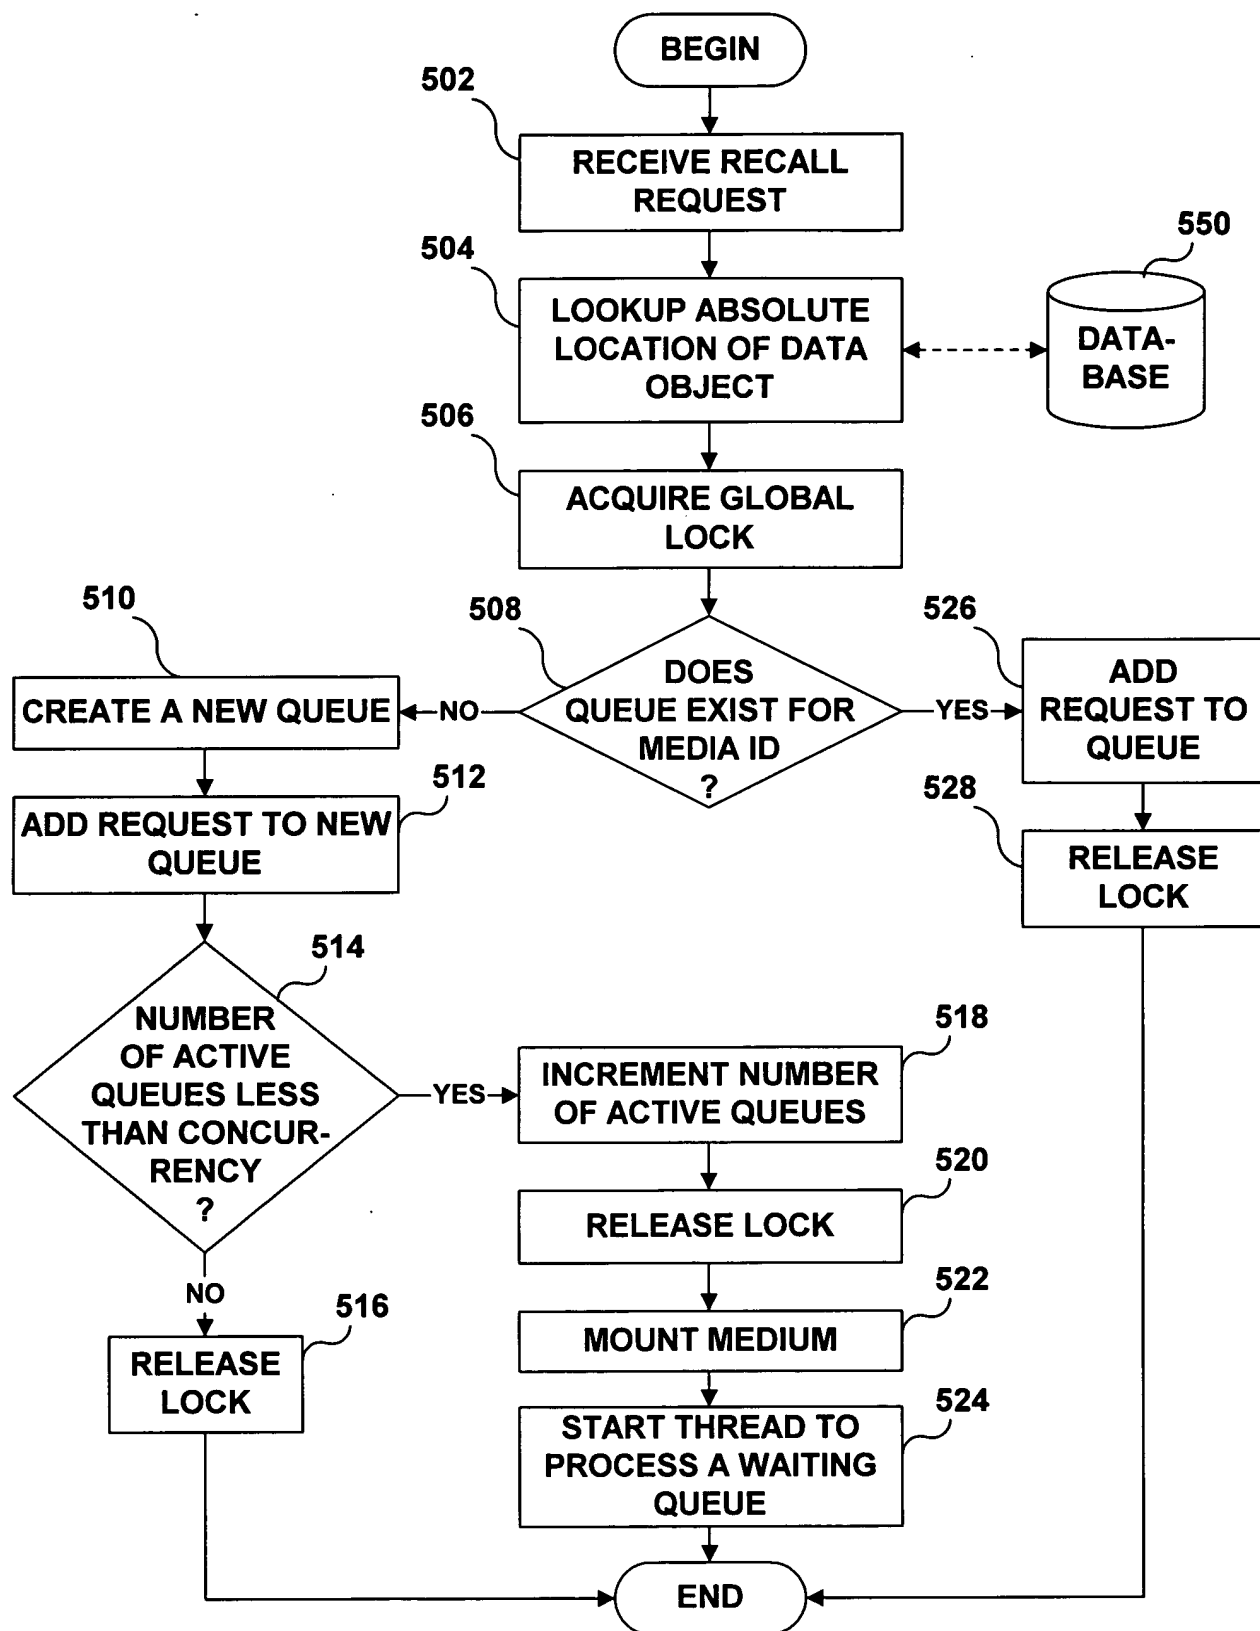 BEGIN
502
RECEIVE RECALL
REQUEST
504
LOOKUP ABSOLUTE
LOCATION OF DATA
OBJECT
550
DATA-
BASE
506
ACQUIRE GLOBAL
LOCK
508
DOES
QUEUE EXIST FOR
MEDIA ID
?
NO
YES
510
CREATE A NEW QUEUE
512
ADD REQUEST TO NEW
QUEUE
526
ADD
REQUEST TO
QUEUE
528
RELEASE
LOCK
514
NUMBER
OF ACTIVE
QUEUES LESS
THAN CONCUR-
RENCY
?
YES
NO
516
RELEASE
LOCK
518
INCREMENT NUMBER
OF ACTIVE QUEUES
520
RELEASE LOCK
522
MOUNT MEDIUM
524
START THREAD TO
PROCESS A WAITING
QUEUE
END